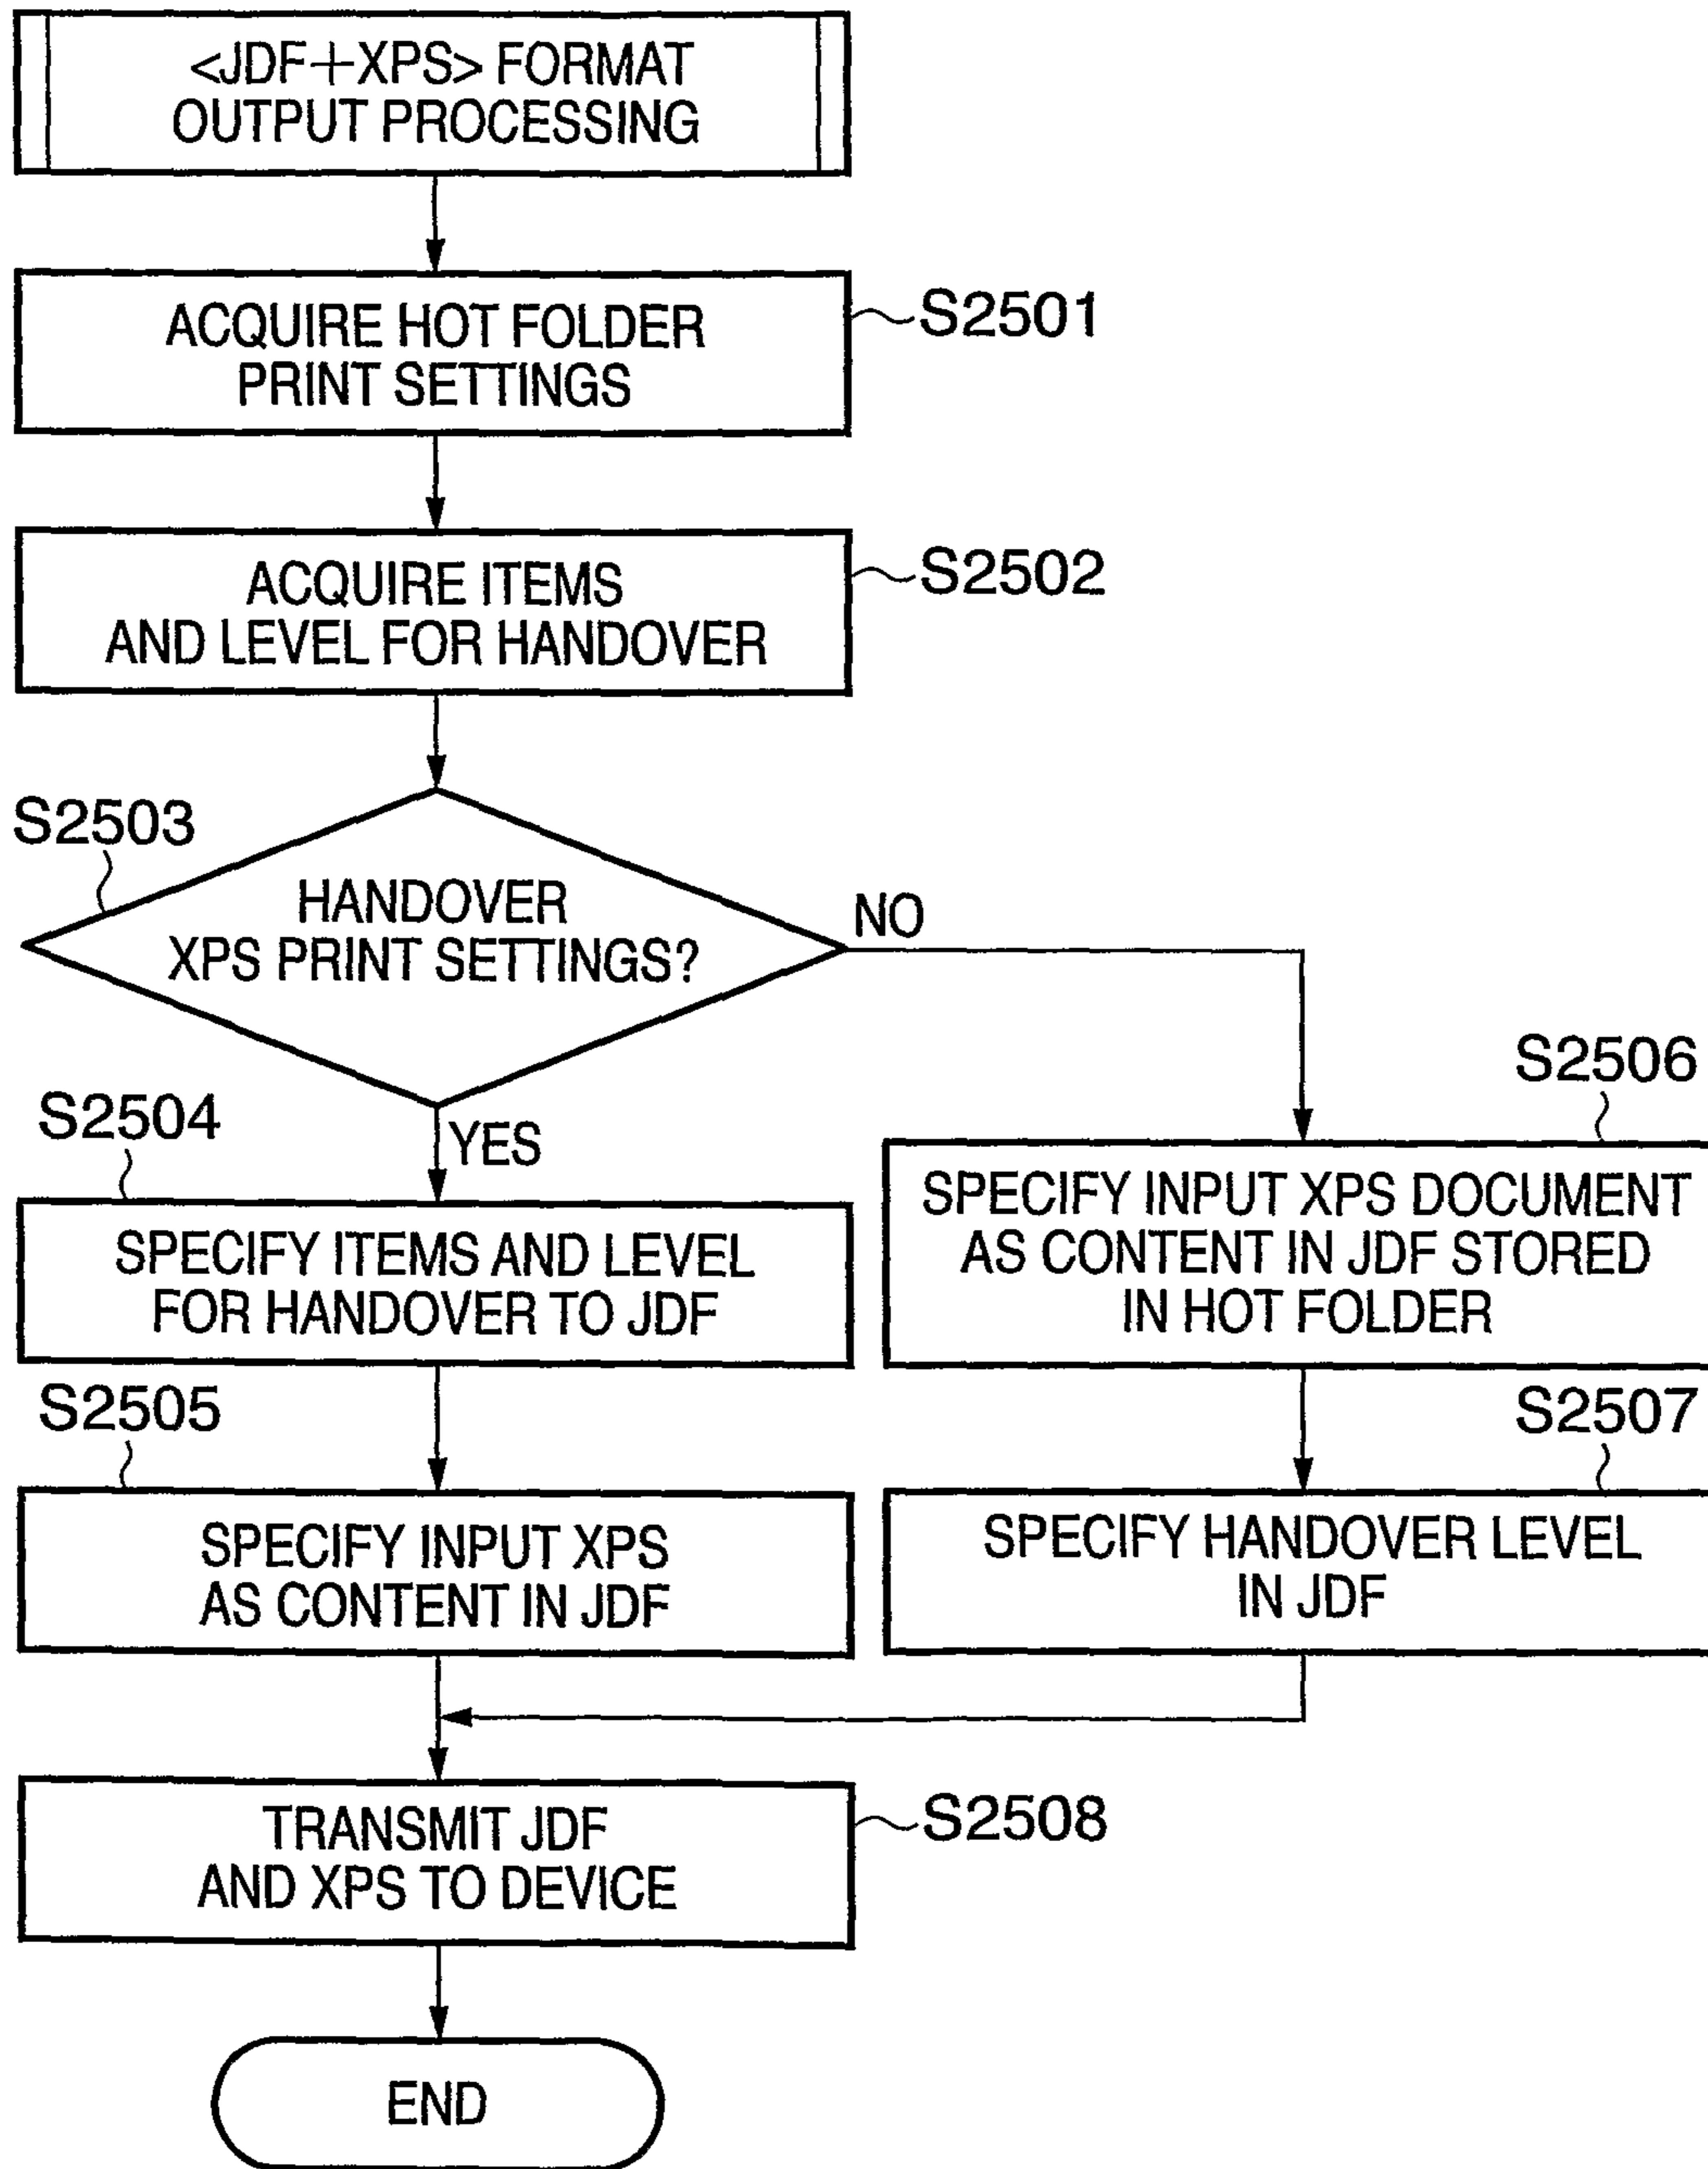 <JDF+XPS> FORMAT
OUTPUT PROCESSING
ACQUIRE HOT FOLDER
PRINT SETTINGS
S2501
ACQUIRE ITEMS
AND LEVEL FOR HANDOVER
S2502
S2503
HANDOVER
XPS PRINT SETTINGS?
NO
YES
S2504
SPECIFY ITEMS AND LEVEL
FOR HANDOVER TO JDF
S2505
SPECIFY INPUT XPS
AS CONTENT IN JDF
S2506
SPECIFY INPUT XPS DOCUMENT
AS CONTENT IN JDF STORED
IN HOT FOLDER
S2507
SPECIFY HANDOVER LEVEL
IN JDF
TRANSMIT JDF
AND XPS TO DEVICE
S2508
END